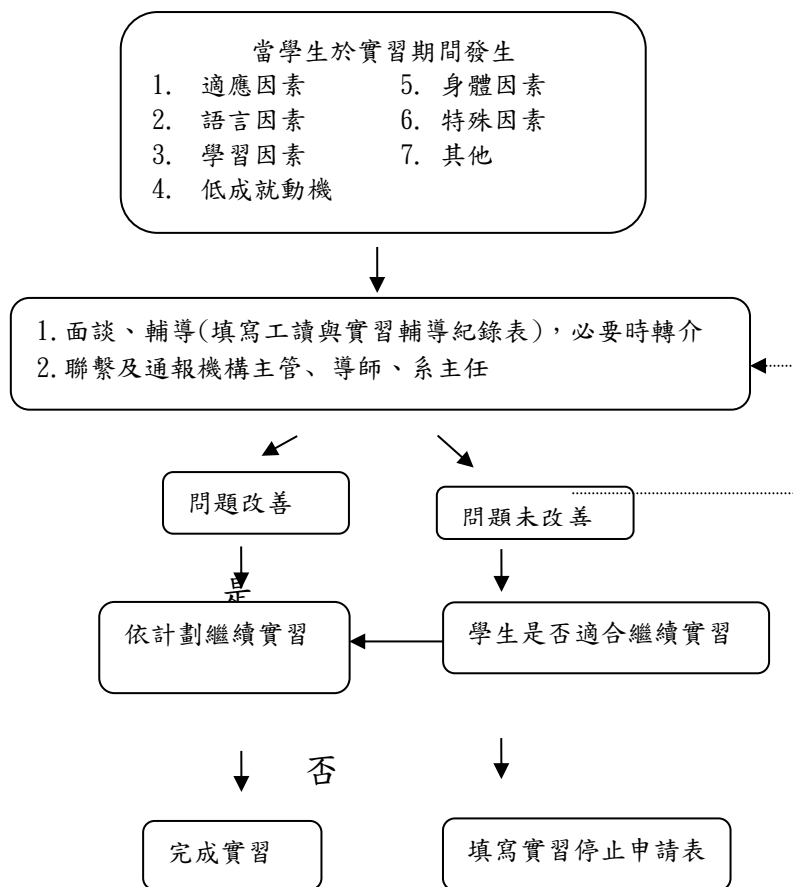 當學生於實習期間發生
1. 適應因素 5. 身體因素
2. 語言因素 6. 特殊因素
3. 學習因素 7. 其他
4. 低成就動機
1.面談、輔導(填寫工讀與實習輔導紀錄表)，必要時轉介
2.聯繫及通報機構主管、導師、系主任
問題改善
問題未改善
是
依計劃繼續實習
學生是否適合繼續實習
否
完成實習
填寫實習停止申請表